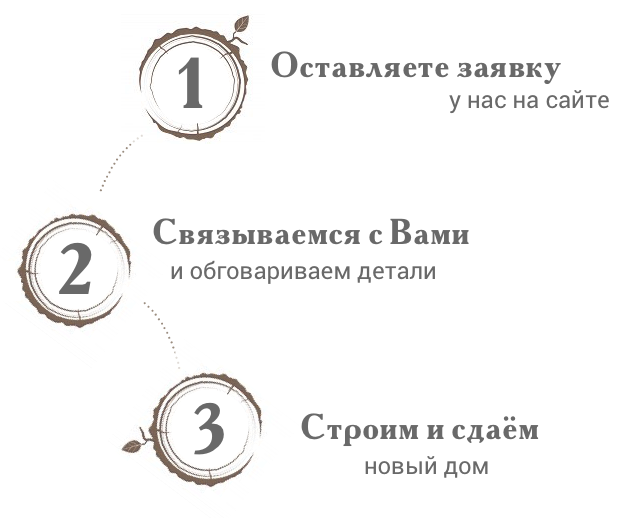 1
Оставляете заявку
у нас на сайте
2
Связываемся с Вами
и обговариваем детали
3
Строим и сдаём
новый дом